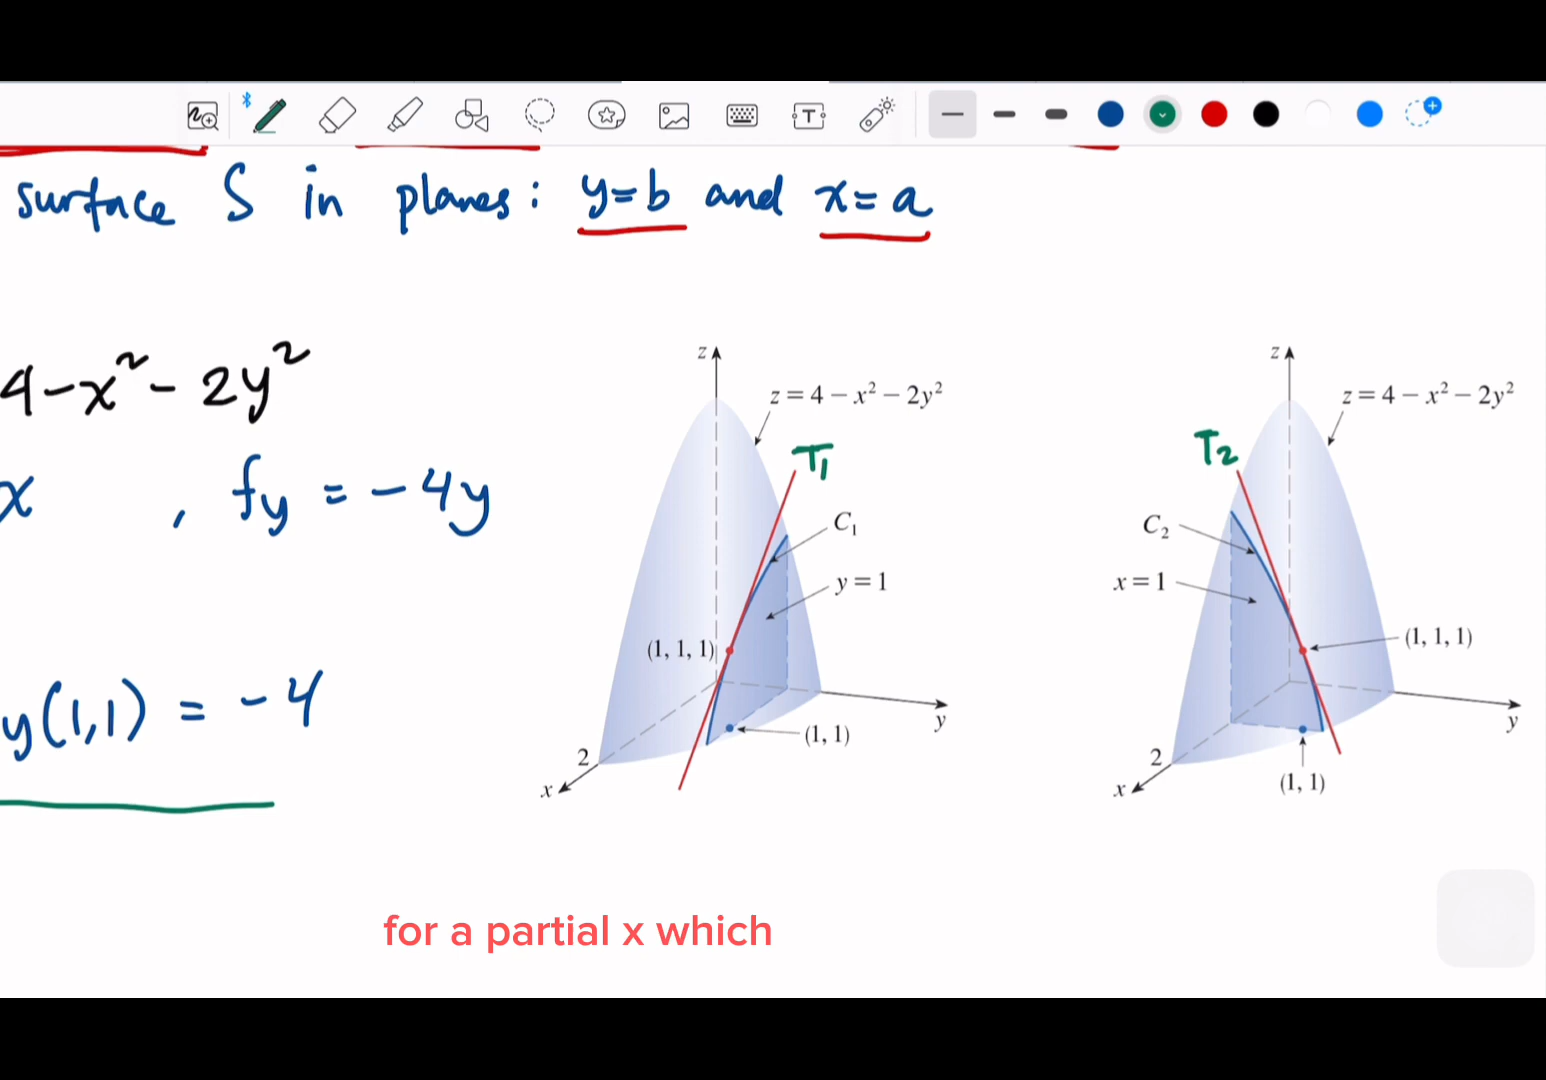 surface S in planes: y=b and x=a
4-x²-2y²
x , fy = -4y
y(1,1) = -4
z
z = 4 – x² – 2y²
T₁
C₁
y = 1
(1, 1, 1)
(1, 1)
y
2
x
z
z = 4 – x² – 2y²
T₂
C₂
x = 1
(1, 1, 1)
y
2
x
(1, 1)
for a partial x which